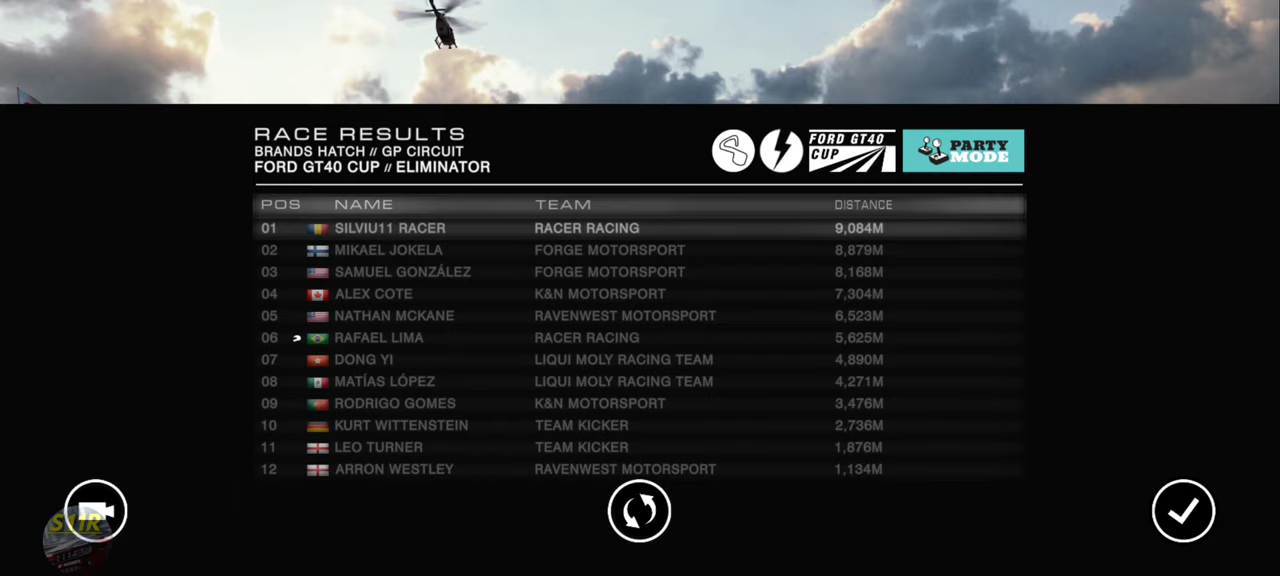 RACE RESULTS
BRANDS HATCH // GP CIRCUIT
FORD GT40 CUP // ELIMINATOR
FORD GT40
CUP
PARTY
MODE
POS NAME TEAM DISTANCE
01 SILVIU11 RACER RACER RACING 9,084M
02 MIKAEL JOKELA FORGE MOTORSPORT 8,879M
03 SAMUEL GONZÁLEZ FORGE MOTORSPORT 8,168M
04 ALEX COTE K&N MOTORSPORT 7,304M
05 NATHAN MCKANE RAVENWEST MOTORSPORT 6,523M
06 RAFAEL LIMA RACER RACING 5,625M
07 DONG YI LIQUI MOLY RACING TEAM 4,890M
08 MATÍAS LÓPEZ LIQUI MOLY RACING TEAM 4,271M
09 RODRIGO GOMES K&N MOTORSPORT 3,476M
10 KURT WITTENSTEIN TEAM KICKER 2,736M
11 LEO TURNER TEAM KICKER 1,876M
12 ARRON WESTLEY RAVENWEST MOTORSPORT 1,134M
S11R